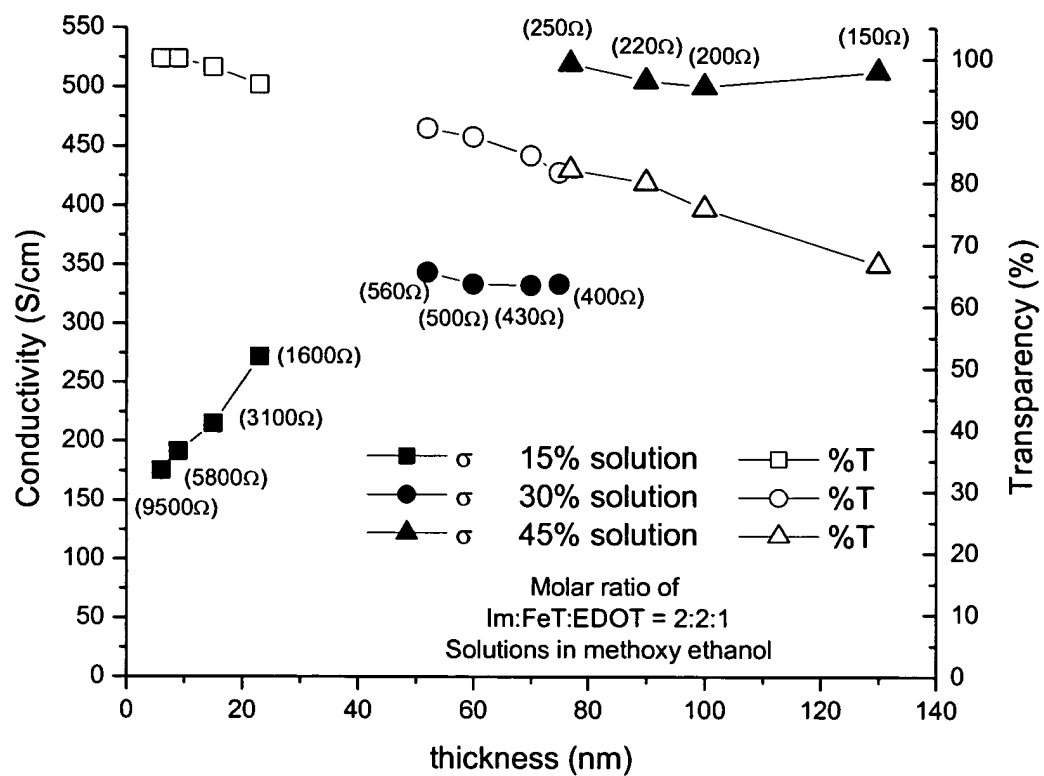 550
500
450
400
350
300
250
200
150
100
50
0
Conductivity (S/cm)
100
90
80
70
60
50
40
30
20
10
0
Transparency (%)
(250Ω)
(220Ω)
(200Ω)
(150Ω)
(560Ω)
(500Ω)
(430Ω)
(400Ω)
(1600Ω)
(3100Ω)
(5800Ω)
(9500Ω)
σ 15% solution %T
σ 30% solution %T
σ 45% solution %T
Molar ratio of
Im:FeT:EDOT = 2:2:1
Solutions in methoxy ethanol
0 20 40 60 80 100 120 140
thickness (nm)